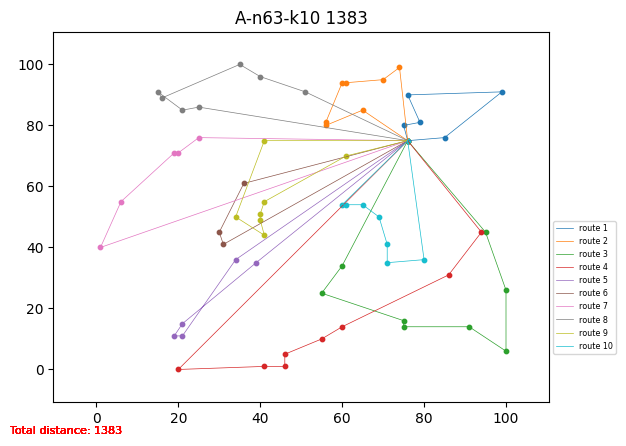 A-n63-k10 1383
100
80
60
40
20
0
0
20
40
60
80
100
route 1
route 2
route 3
route 4
route 5
route 6
route 7
route 8
route 9
route 10
Total distance: 1383